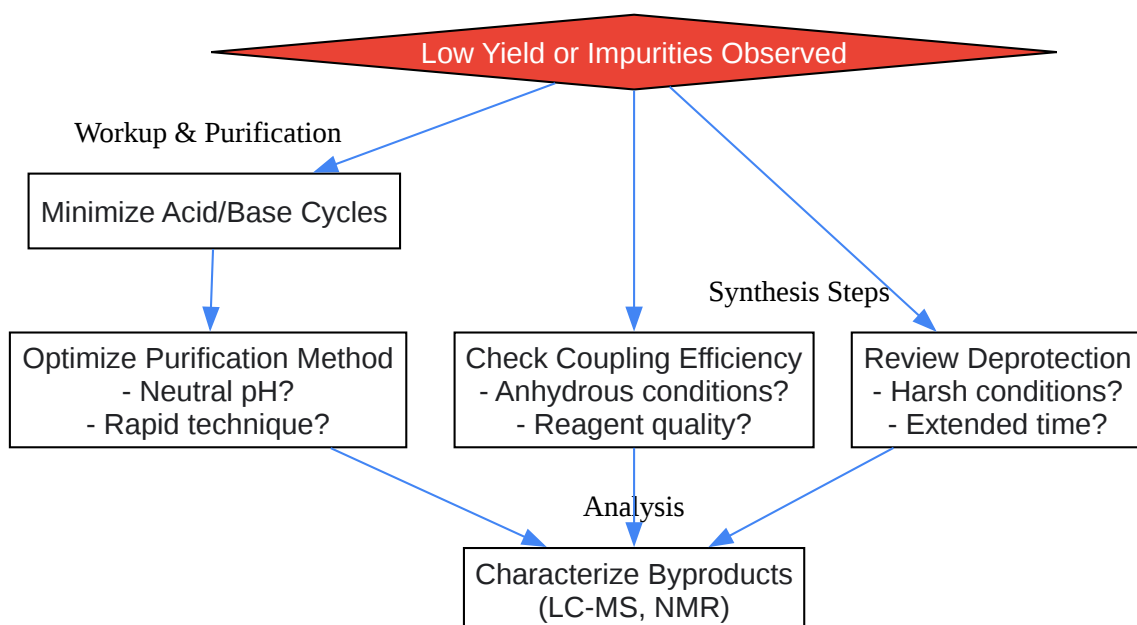 Low Yield or Impurities Observed
Workup & Purification
Minimize Acid/Base Cycles
Synthesis Steps
Optimize Purification Method
- Neutral pH?
- Rapid technique?
Check Coupling Efficiency
- Anhydrous conditions?
- Reagent quality?
Review Deprotection
- Harsh conditions?
- Extended time?
Analysis
Characterize Byproducts
(LC-MS, NMR)